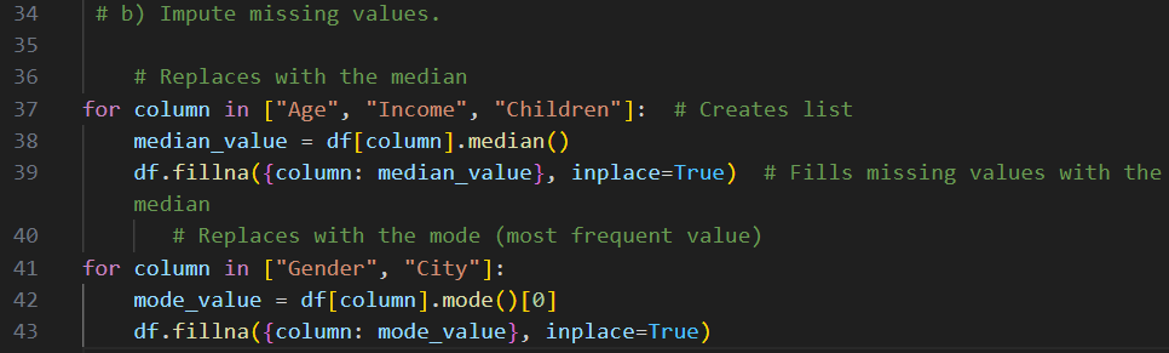 34 # b) Impute missing values.
35
36 # Replaces with the median
37 for column in ["Age", "Income", "Children"]:  # Creates list
38 median_value = df[column].median()
39 df.fillna({column: median_value}, inplace=True)  # Fills missing values with the
median
40 # Replaces with the mode (most frequent value)
41 for column in ["Gender", "City"]:
42 mode_value = df[column].mode()[0]
43 df.fillna({column: mode_value}, inplace=True)